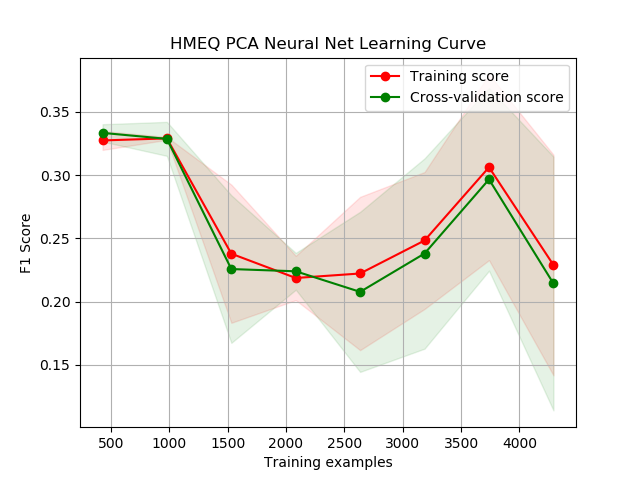 HMEQ PCA Neural Net Learning Curve
Training score
Cross-validation score
F1 Score
0.35
0.30
0.25
0.20
0.15
500 1000 1500 2000 2500 3000 3500 4000
Training examples